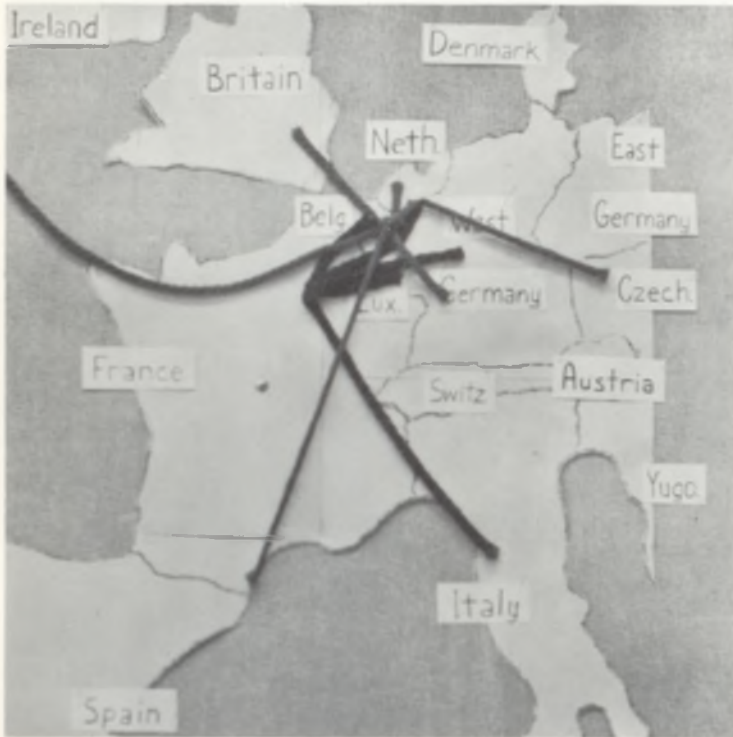 Ireland
Denmark
Britain
Neth.
East
Germany
Belg.
West
Germany
Czech.
Lux.
France
Switz
Austria
Yugo.
Italy
Spain